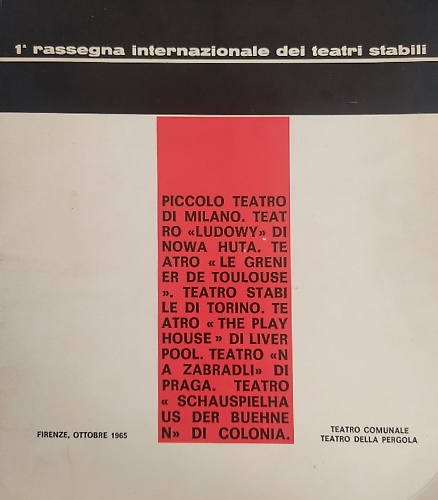 1ª rassegna internazionale dei teatri stabili
PICCOLO TEATRO
DI MILANO. TEAT
RO «LUDOWY» DI
NOWA HUTA. TE
ATRO « LE GRENI
ER DE TOULOUSE
». TEATRO STABI
LE DI TORINO. TE
ATRO « THE PLAY
HOUSE » DI LIVER
POOL. TEATRO «N
A ZABRADLI» DI
PRAGA. TEATRO
« SCHAUSPIELHA
US DER BUEHNE
N» DI COLONIA.
FIRENZE, OTTOBRE 1965
TEATRO COMUNALE
TEATRO DELLA PERGOLA